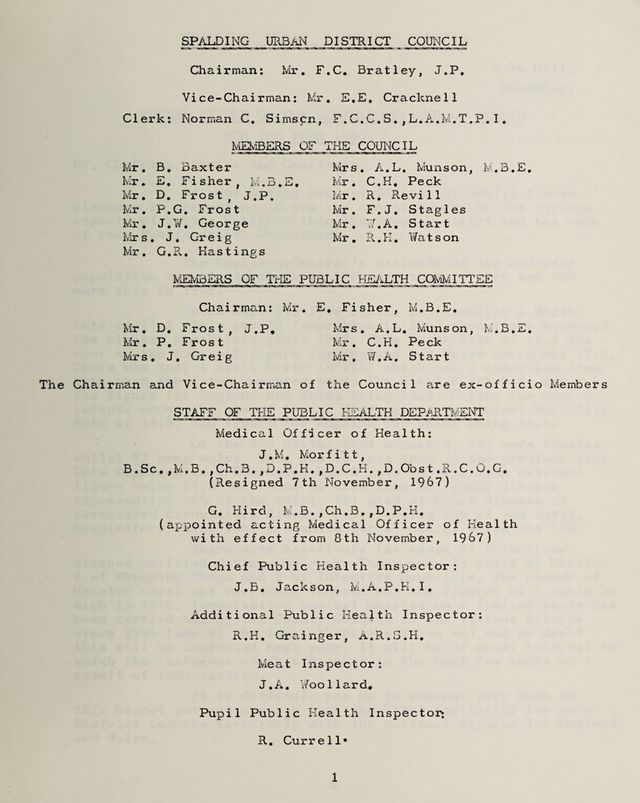 SPALDING URBAN DISTRICT COUNCIL
Chairman: Mr. F.C. Bratley, J.P.
Vice-Chairman: Mr. E.E. Cracknell
Clerk: Norman C. Simson, F.C.C.S.,L.A.M.T.P.I.
MEMBERS OF THE COUNCIL
Mr. B. Baxter Mrs. A.L. Munson, M.B.E.
Mr. E. Fisher, M.B.E. Mr. C.H. Peck
Mr. D. Frost, J.P. Mr. R. Revill
Mr. P.G. Frost Mr. F.J. Stagles
Mr. J.W. George Mr. W.A. Start
Mrs. J. Greig Mr. R.H. Watson
Mr. G.R. Hastings
MEMBERS OF THE PUBLIC HEALTH COMMITTEE
Chairman: Mr. E. Fisher, M.B.E.
Mr. D. Frost, J.P. Mrs. A.L. Munson, M.B.E.
Mr. P. Frost Mr. C.H. Peck
Mrs. J. Greig Mr. W.A. Start
The Chairman and Vice-Chairman of the Council are ex-officio Members
STAFF OF THE PUBLIC HEALTH DEPARTMENT
Medical Officer of Health:
J.M. Morfitt,
B.Sc.,M.B.,Ch.B.,D.P.H.,D.C.H.,D.Obst.R.C.O.G.
(Resigned 7th November, 1967)
G. Hird, M.B.,Ch.B.,D.P.H.
(appointed acting Medical Officer of Health
with effect from 8th November, 1967)
Chief Public Health Inspector:
J.B. Jackson, M.A.P.H.I.
Additional Public Health Inspector:
R.H. Grainger, A.R.S.H.
Meat Inspector:
J.A. Woollard.
Pupil Public Health Inspector:
R. Currell.
1